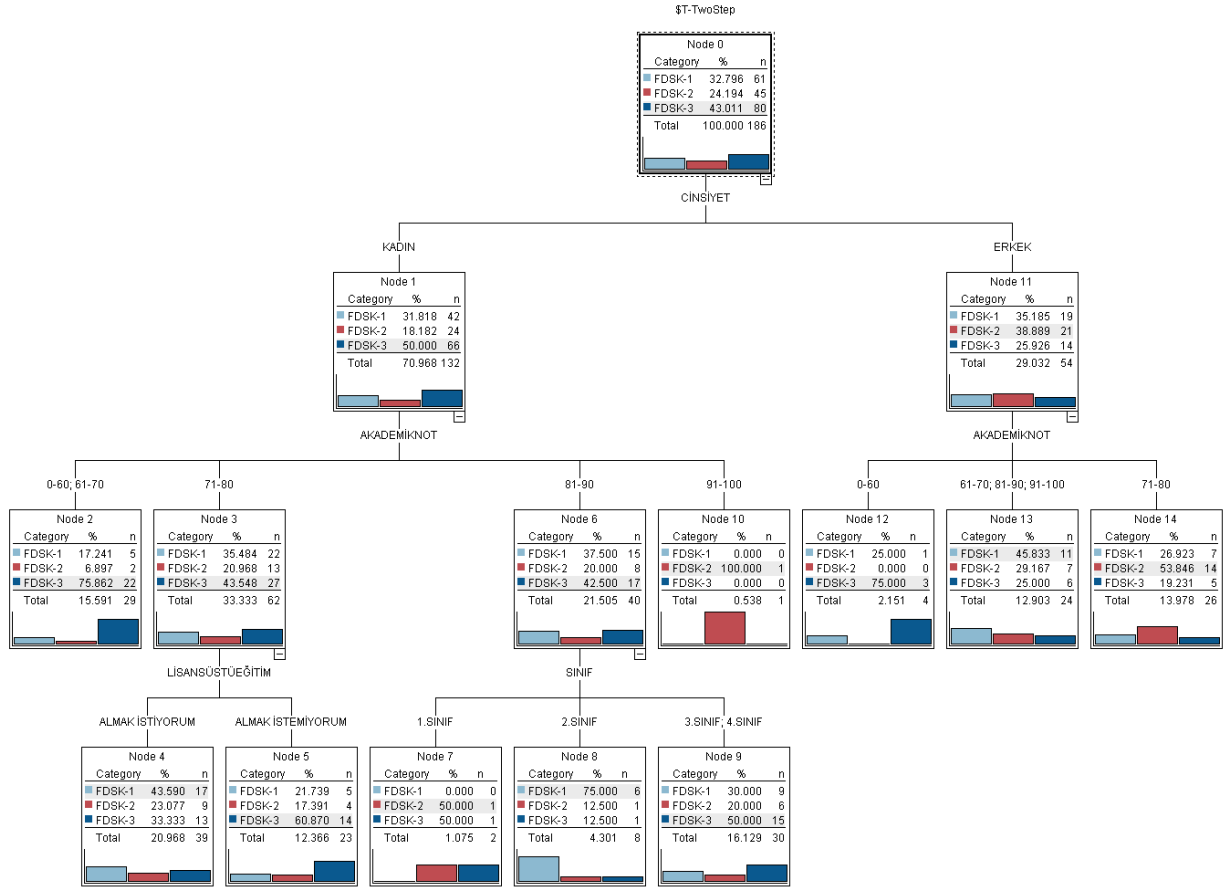 $T-TwoStep
Node 0
Category % n
FDSK-1 32.796 61
FDSK-2 24.194 45
FDSK-3 43.011 80
Total 100.000 186
CİNSİYET
KADIN
ERKEK
Node 1
Category % n
FDSK-1 31.818 42
FDSK-2 18.182 24
FDSK-3 50.000 66
Total 70.968 132
Node 11
Category % n
FDSK-1 35.185 19
FDSK-2 38.889 21
FDSK-3 25.926 14
Total 29.032 54
AKADEMİKNOT
AKADEMİKNOT
0-60; 61-70
71-80
81-90
91-100
0-60
61-70; 81-90; 91-100
71-80
Node 2
Category % n
FDSK-1 17.241 5
FDSK-2 6.897 2
FDSK-3 75.862 22
Total 15.591 29
Node 3
Category % n
FDSK-1 35.484 22
FDSK-2 20.968 13
FDSK-3 43.548 27
Total 33.333 62
Node 6
Category % n
FDSK-1 37.500 15
FDSK-2 20.000 8
FDSK-3 42.500 17
Total 21.505 40
Node 10
Category % n
FDSK-1 0.000 0
FDSK-2 100.000 1
FDSK-3 0.000 0
Total 0.538 1
Node 12
Category % n
FDSK-1 25.000 1
FDSK-2 0.000 0
FDSK-3 75.000 3
Total 2.151 4
Node 13
Category % n
FDSK-1 45.833 11
FDSK-2 29.167 7
FDSK-3 25.000 6
Total 12.903 24
Node 14
Category % n
FDSK-1 26.923 7
FDSK-2 53.846 14
FDSK-3 19.231 5
Total 13.978 26
LİSANSÜSTÜEĞİTİM
SINIF
ALMAK İSTİYORUM
ALMAK İSTEMİYORUM
1.SINIF
2.SINIF
3.SINIF; 4.SINIF
Node 4
Category % n
FDSK-1 43.590 17
FDSK-2 23.077 9
FDSK-3 33.333 13
Total 20.968 39
Node 5
Category % n
FDSK-1 21.739 5
FDSK-2 17.391 4
FDSK-3 60.870 14
Total 12.366 23
Node 7
Category % n
FDSK-1 0.000 0
FDSK-2 50.000 1
FDSK-3 50.000 1
Total 1.075 2
Node 8
Category % n
FDSK-1 75.000 6
FDSK-2 12.500 1
FDSK-3 12.500 1
Total 4.301 8
Node 9
Category % n
FDSK-1 30.000 9
FDSK-2 20.000 6
FDSK-3 50.000 15
Total 16.129 30